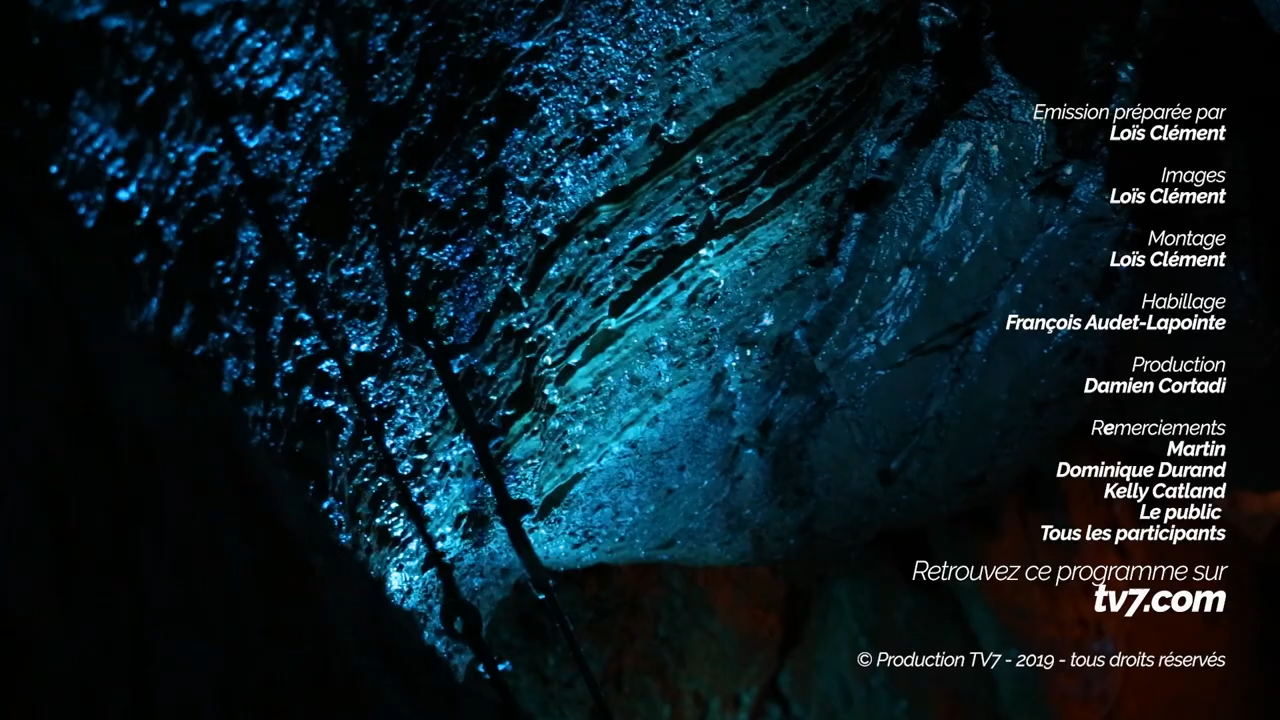 Emission préparée par
Loïs Clément
Images
Loïs Clément
Montage
Loïs Clément
Habillage
François Audet-Lapointe
Production
Damien Cortadi
Remerciements
Martin
Dominique Durand
Kelly Catland
Le public
Tous les participants
Retrouvez ce programme sur
tv7.com
© Production TV7 - 2019 - tous droits réservés